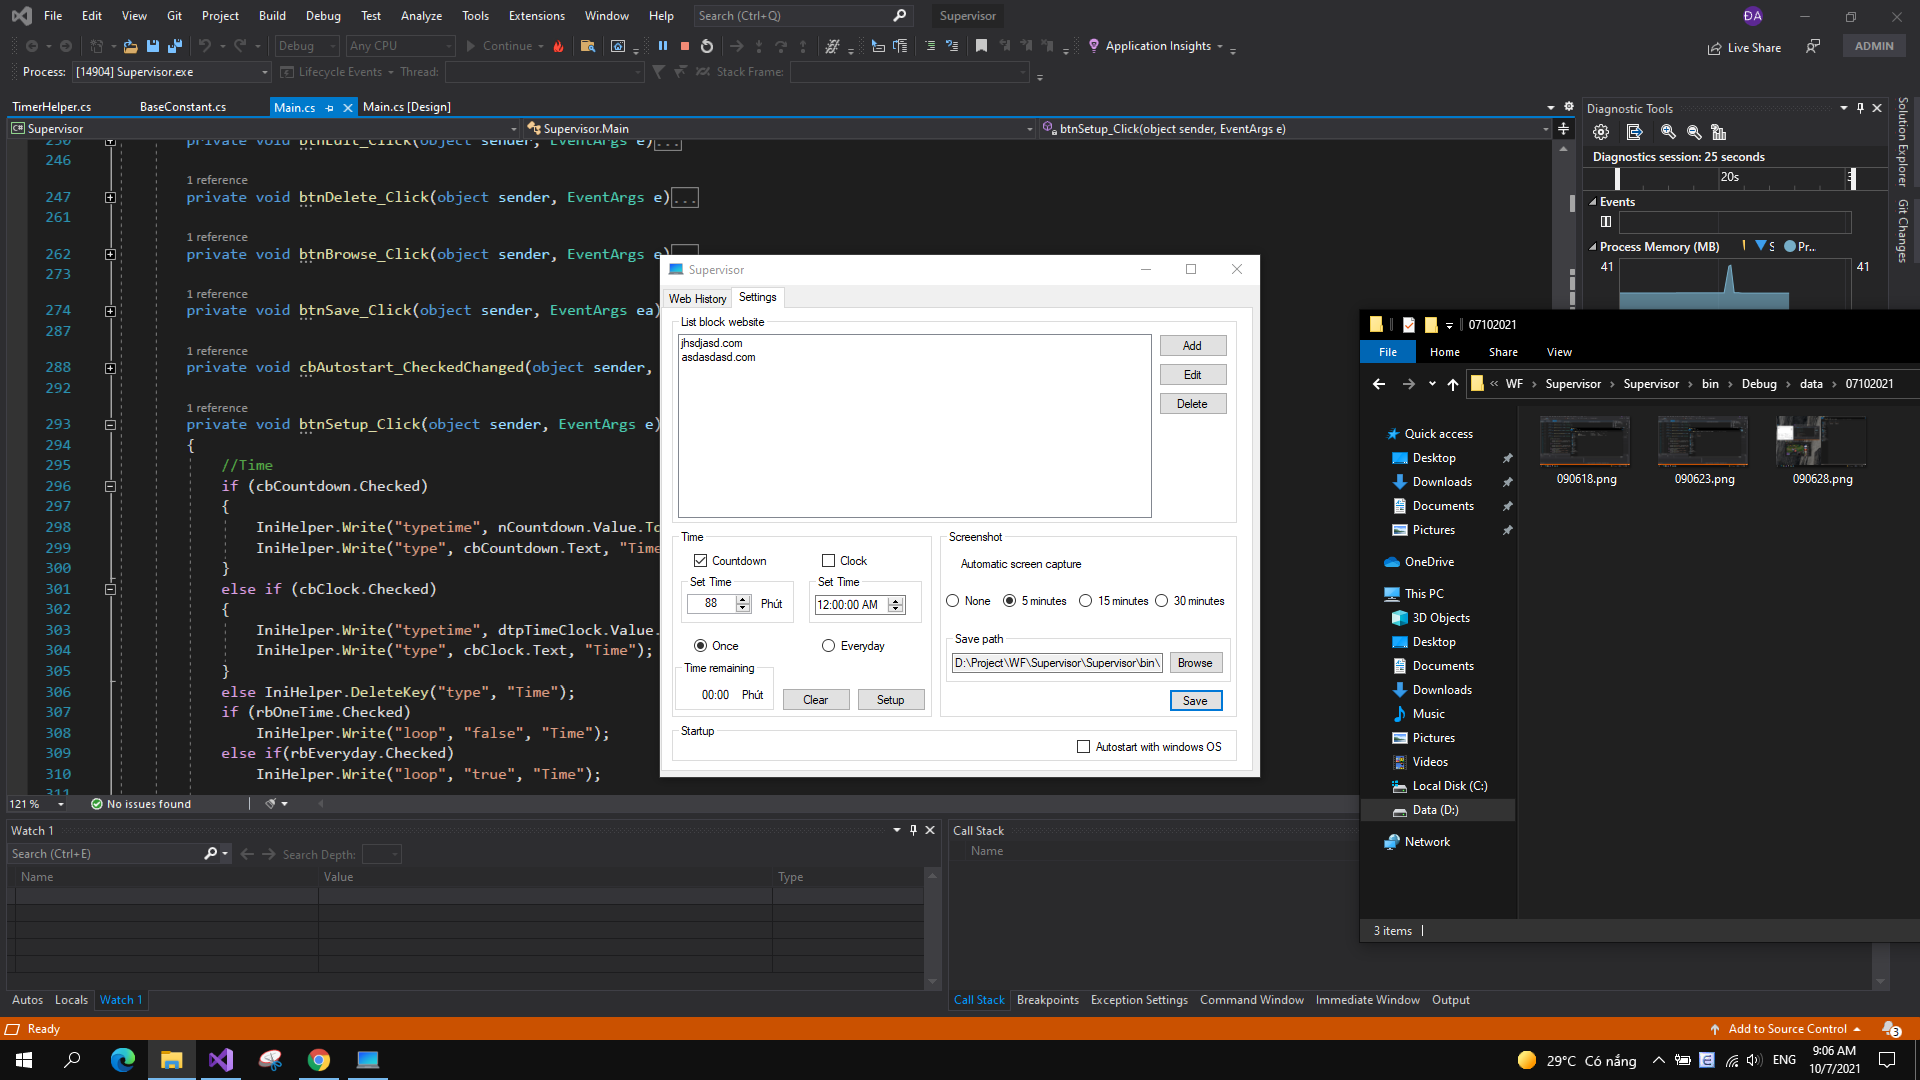 File Edit View Git Project Build Debug Test Analyze Tools Extensions Window Help Search (Ctrl+Q) Supervisor ĐA
Debug Any CPU Continue Application Insights Live Share ADMIN
Process: [14904] Supervisor.exe Lifecycle Events Thread: Stack Frame:
TimerHelper.cs BaseConstant.cs Main.cs Main.cs [Design]
C# Supervisor Supervisor.Main btnSetup_Click(object sender, EventArgs e)
230 private void btnEdit_Click(object sender, EventArgs e)...
246
1 reference
247 private void btnDelete_Click(object sender, EventArgs e)...
261
1 reference
262 private void btnBrowse_Click(object sender, EventArgs e)
273
1 reference
274 private void btnSave_Click(object sender, EventArgs ea)
287
1 reference
288 private void cbAutostart_CheckedChanged(object sender,
292
1 reference
293 private void btnSetup_Click(object sender, EventArgs e)
294 {
295 //Time
296 if (cbCountdown.Checked)
297 {
298 IniHelper.Write("typetime", nCountdown.Value.To
299 IniHelper.Write("type", cbCountdown.Text, "Time
300 }
301 else if (cbClock.Checked)
302 {
303 IniHelper.Write("typetime", dtpTimeClock.Value.
304 IniHelper.Write("type", cbClock.Text, "Time");
305 }
306 else IniHelper.DeleteKey("type", "Time");
307 if (rbOneTime.Checked)
308 IniHelper.Write("loop", "false", "Time");
309 else if(rbEveryday.Checked)
310 IniHelper.Write("loop", "true", "Time");
311
121 % No issues found
Supervisor
Web History Settings
List block website
jhsdjasd.com
asdasdasd.com
Add
Edit
Delete
Time
Countdown Clock
Set Time Set Time
88 Phút 12:00:00 AM
Once Everyday
Time remaining
00:00 Phút Clear Setup
Screenshot
Automatic screen capture
None 5 minutes 15 minutes 30 minutes
Save path
D:\Project\WF\Supervisor\Supervisor\bin\ Browse
Save
Startup
Autostart with windows OS
Diagnostic Tools
Diagnostics session: 25 seconds
20s 3
Events
Process Memory (MB) S Pr...
41 41
Solution Explorer
Git Changes
07102021
File Home Share View
« WF › Supervisor › Supervisor › bin › Debug › data › 07102021
Quick access
Desktop
Downloads
Documents
Pictures
OneDrive
This PC
3D Objects
Desktop
Documents
Downloads
Music
Pictures
Videos
Local Disk (C:)
Data (D:)
Network
090618.png 090623.png 090628.png
3 items
Watch 1
Search (Ctrl+E) Search Depth:
Name Value Type
Autos Locals Watch 1
Call Stack
Name
Call Stack Breakpoints Exception Settings Command Window Immediate Window Output
Ready Add to Source Control 3
29°C Có nắng ENG 9:06 AM
10/7/2021